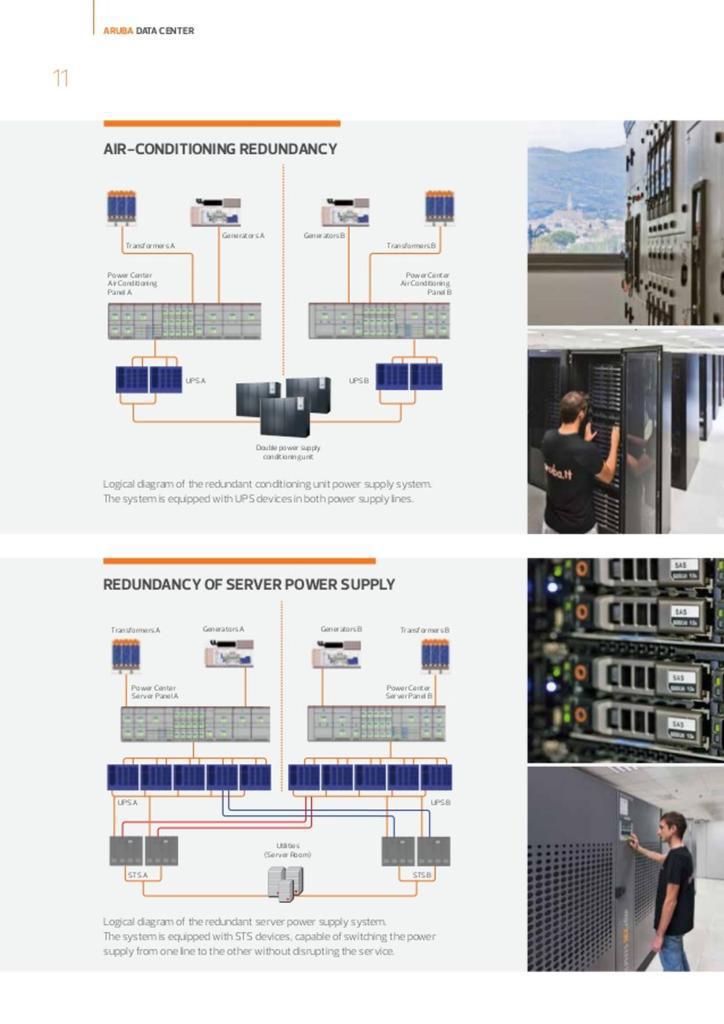 ARUBA DATA CENTER
11
AIR-CONDITIONING REDUNDANCY
Transformers A
Generators A
Generators B
Transformers B
Power Center
Air Conditioning
Panel A
Power Center
Air Conditioning
Panel B
UPS A
UPS B
Double power supply
conditioning unit
Logical diagram of the redundant conditioning unit power supply system.
The system is equipped with UPS devices in both power supply lines.
aruba.it
REDUNDANCY OF SERVER POWER SUPPLY
Transformers A
Generators A
Generators B
Transformers B
Power Center
Server Panel A
Power Center
Server Panel B
UPS A
UPS B
STS A
Utilities
(Server Room)
STS B
Logical diagram of the redundant server power supply system.
The system is equipped with STS devices, capable of switching the power
supply from one line to the other without disrupting the service.
SAS
SAS
SAS
SAS